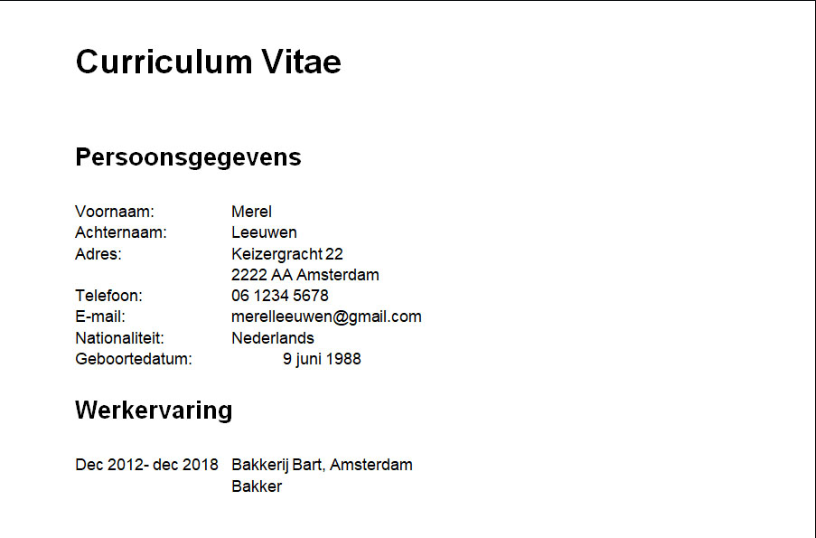 Curriculum Vitae
Persoonsgegevens
Voornaam: Merel
Achternaam: Leeuwen
Adres: Keizergracht 22
2222 AA Amsterdam
Telefoon: 06 1234 5678
E-mail: merelleeuwen@gmail.com
Nationaliteit: Nederlands
Geboortedatum: 9 juni 1988
Werkervaring
Dec 2012- dec 2018 Bakkerij Bart, Amsterdam
Bakker